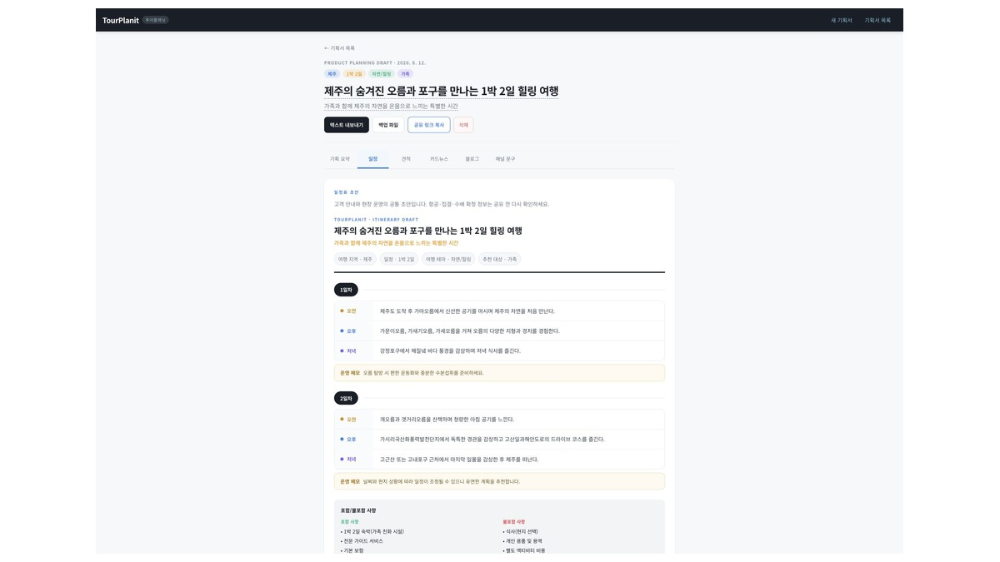 TourPlanit 투어플래닛
새 기획서 기획서 목록
← 기획서 목록
PRODUCT PLANNING DRAFT · 2026. 8. 12.
제주 1박 2일 자연/힐링 가족
제주의 숨겨진 오름과 포구를 만나는 1박 2일 힐링 여행
가족과 함께 제주의 자연을 온몸으로 느끼는 특별한 시간
텍스트 내보내기 백업 파일 공유 링크 복사 삭제
기획 요약 일정 견적 카드뉴스 블로그 채널 문구
일정표 초안
고객 안내와 현장 운영의 공통 초안입니다. 항공·집결·수배 확정 정보는 공유 전 다시 확인하세요.
TOURPLANIT · ITINERARY DRAFT
제주의 숨겨진 오름과 포구를 만나는 1박 2일 힐링 여행
가족과 함께 제주의 자연을 온몸으로 느끼는 특별한 시간
여행 지역 · 제주 일정 · 1박 2일 여행 테마 · 자연/힐링 추천 대상 · 가족
1일차
오전 제주도 도착 후 가마오름에서 신선한 공기를 마시며 제주의 자연을 처음 만난다.
오후 가문이오름, 가새기오름, 가세오름을 거쳐 오름의 다양한 지형과 경치를 경험한다.
저녁 강정포구에서 해질녘 바다 풍경을 감상하며 저녁 식사를 즐긴다.
운영 메모 오름 탐방 시 편한 운동화와 충분한 수분섭취를 준비하세요.
2일차
오전 개오름과 갯거리오름을 산책하며 청량한 아침 공기를 느낀다.
오후 가시리국산화풍력발전단지에서 독특한 경관을 감상하고 고산일과해안도로의 드라이브 코스를 즐긴다.
저녁 고근산 또는 고내포구 근처에서 마지막 일몰을 감상한 후 제주를 떠난다.
운영 메모 날씨와 현지 상황에 따라 일정이 조정될 수 있으니 유연한 계획을 추천합니다.
포함/불포함 사항
포함 사항 불포함 사항
• 1박 2일 숙박(가족 친화 시설) • 식사(현지 선택)
• 전문 가이드 서비스 • 개인 용품 및 용역
• 기본 보험 • 별도 액티비티 비용